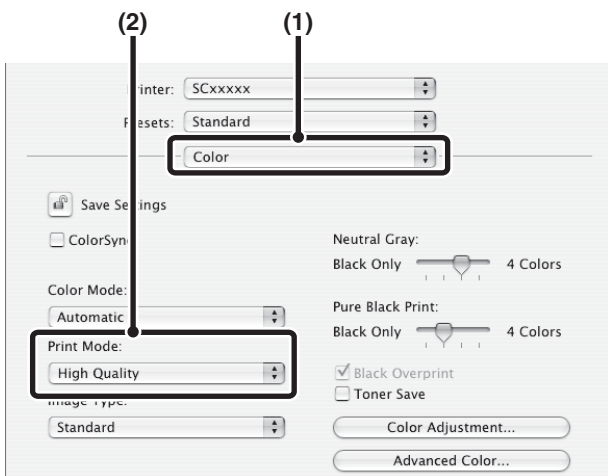 (2) (1)
Printer: SCxxxxx
Presets: Standard
Color
Save Settings
ColorSync
Neutral Gray:
Black Only 4 Colors
Color Mode:
Automatic
Pure Black Print:
Black Only 4 Colors
Print Mode:
High Quality
Black Overprint
Toner Save
Image Type:
Standard
Color Adjustment...
Advanced Color...